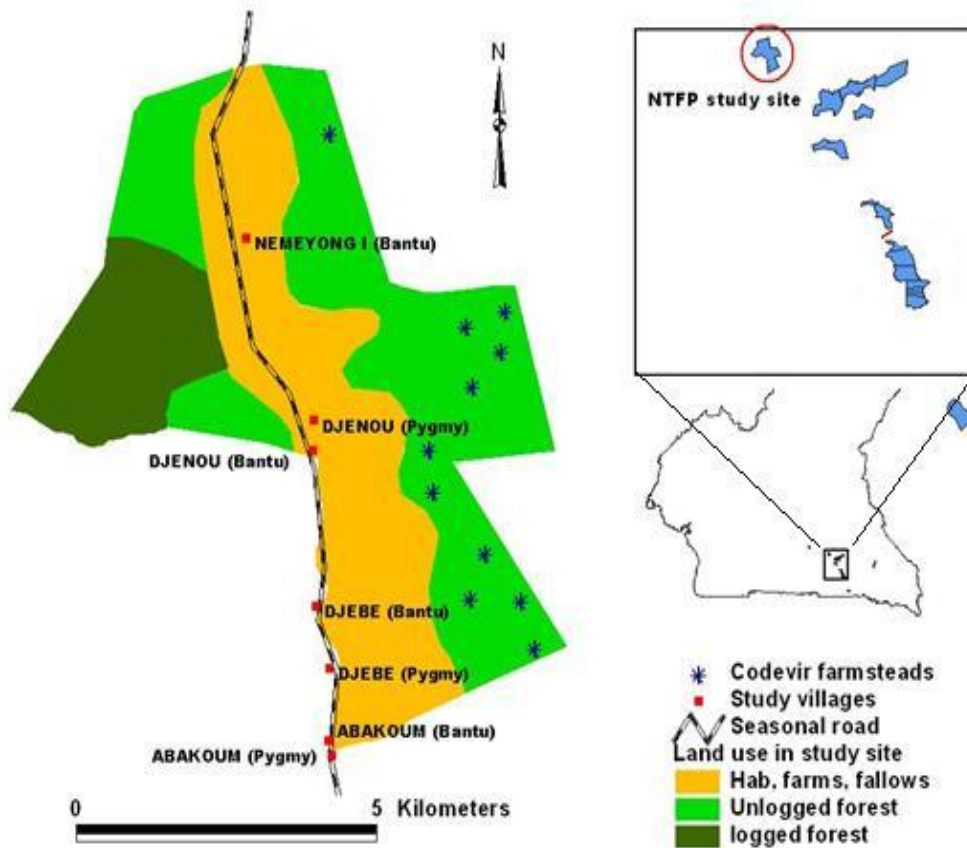 N
NTFP study site
NEMEYONG I (Bantu)
DJENOU (Pygmy)
DJENOU (Bantu)
DJEBE (Bantu)
DJEBE (Pygmy)
ABAKOUM (Bantu)
ABAKOUM (Pygmy)
0 5 Kilometers
Codevir farmsteads
Study villages
Seasonal road
Land use in study site
Hab, farms, fallows
Unlogged forest
logged forest